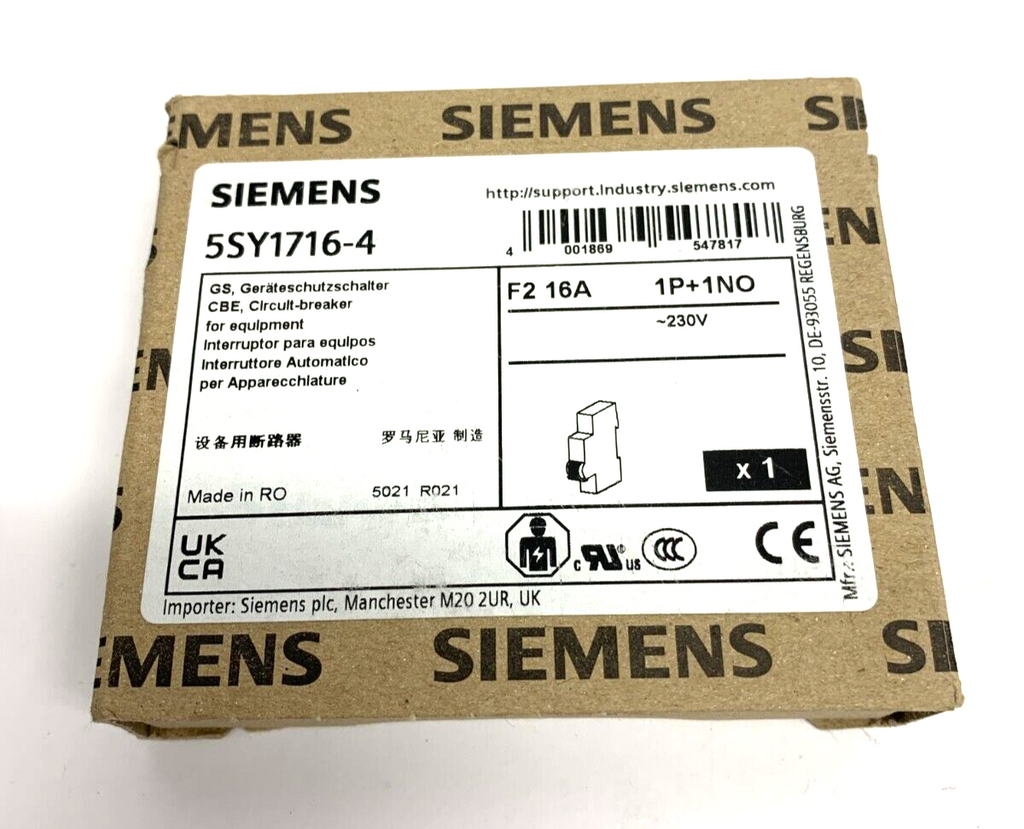 SIEMENS
SIEMENS
http://support.industry.siemens.com
5SY1716-4
4 001869 547817
GS, Geräteschutzschalter
CBE, Circuit-breaker
for equipment
Interruptor para equipos
Interruttore Automatico
per Apparecchiature
设备用断路器 罗马尼亚 制造
Made in RO 5021 R021
F2 16A 1P+1NO
~230V
x 1
UK
CA
c RU® us CCC CE
Importer: Siemens plc, Manchester M20 2UR, UK
Mfr.: SIEMENS AG, Siemensstr. 10, DE-93055 REGENSBURG
SIEMENS